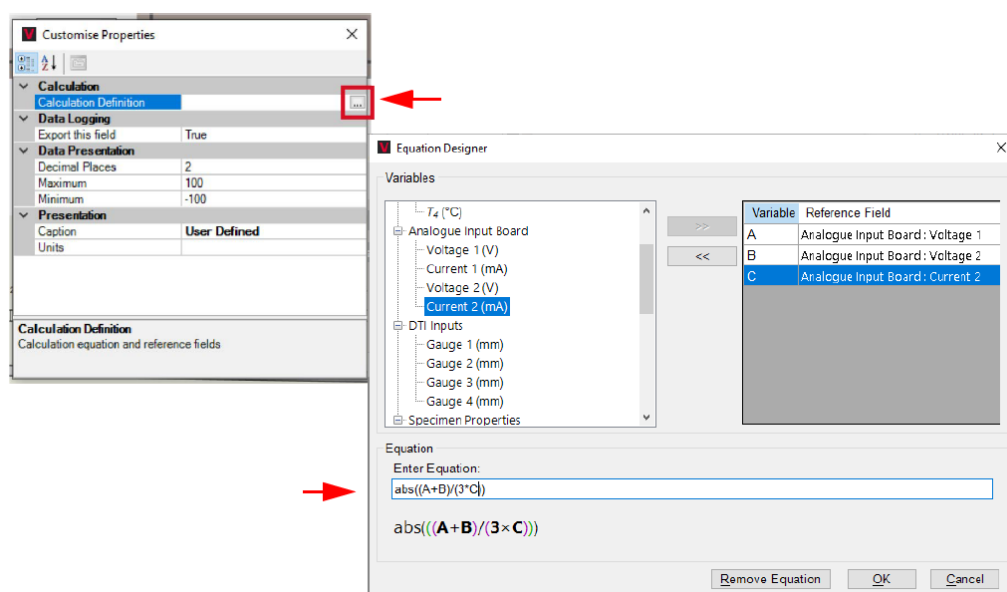 Customise Properties
Calculation
Calculation Definition
...
Data Logging
Export this field True
Data Presentation
Decimal Places 2
Maximum 100
Minimum -100
Presentation
Caption User Defined
Units
Calculation Definition
Calculation equation and reference fields
Equation Designer
Variables
T4 (°C)
Analogue Input Board
Voltage 1 (V)
Current 1 (mA)
Voltage 2 (V)
Current 2 (mA)
DTI Inputs
Gauge 1 (mm)
Gauge 2 (mm)
Gauge 3 (mm)
Gauge 4 (mm)
Specimen Properties
>>
<<
Variable Reference Field
A Analogue Input Board : Voltage 1
B Analogue Input Board : Voltage 2
C Analogue Input Board : Current 2
Equation
Enter Equation:
abs((A+B)/(3*C))
abs(((A+B)/(3×C)))
Remove Equation OK Cancel